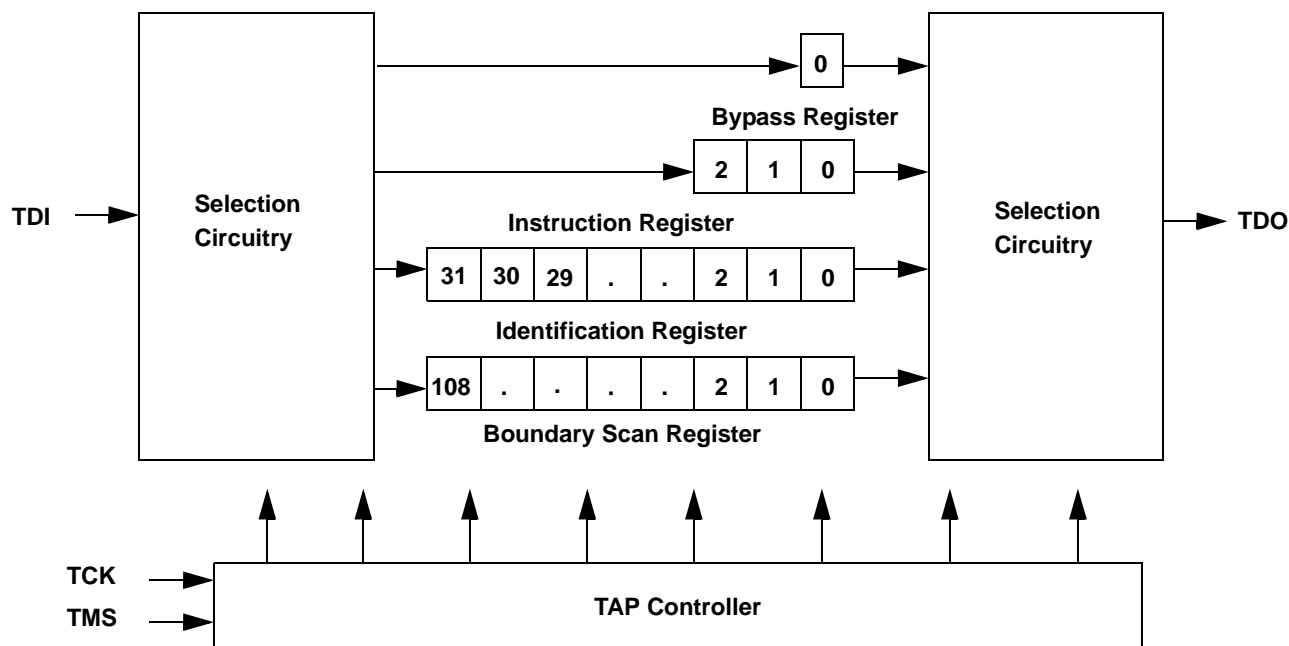 0
Bypass Register
2 1 0
TDI
Selection
Circuitry
Selection
Circuitry
TDO
Instruction Register
31 30 29 . . 2 1 0
Identification Register
108 . . . . 2 1 0
Boundary Scan Register
TCK
TMS
TAP Controller